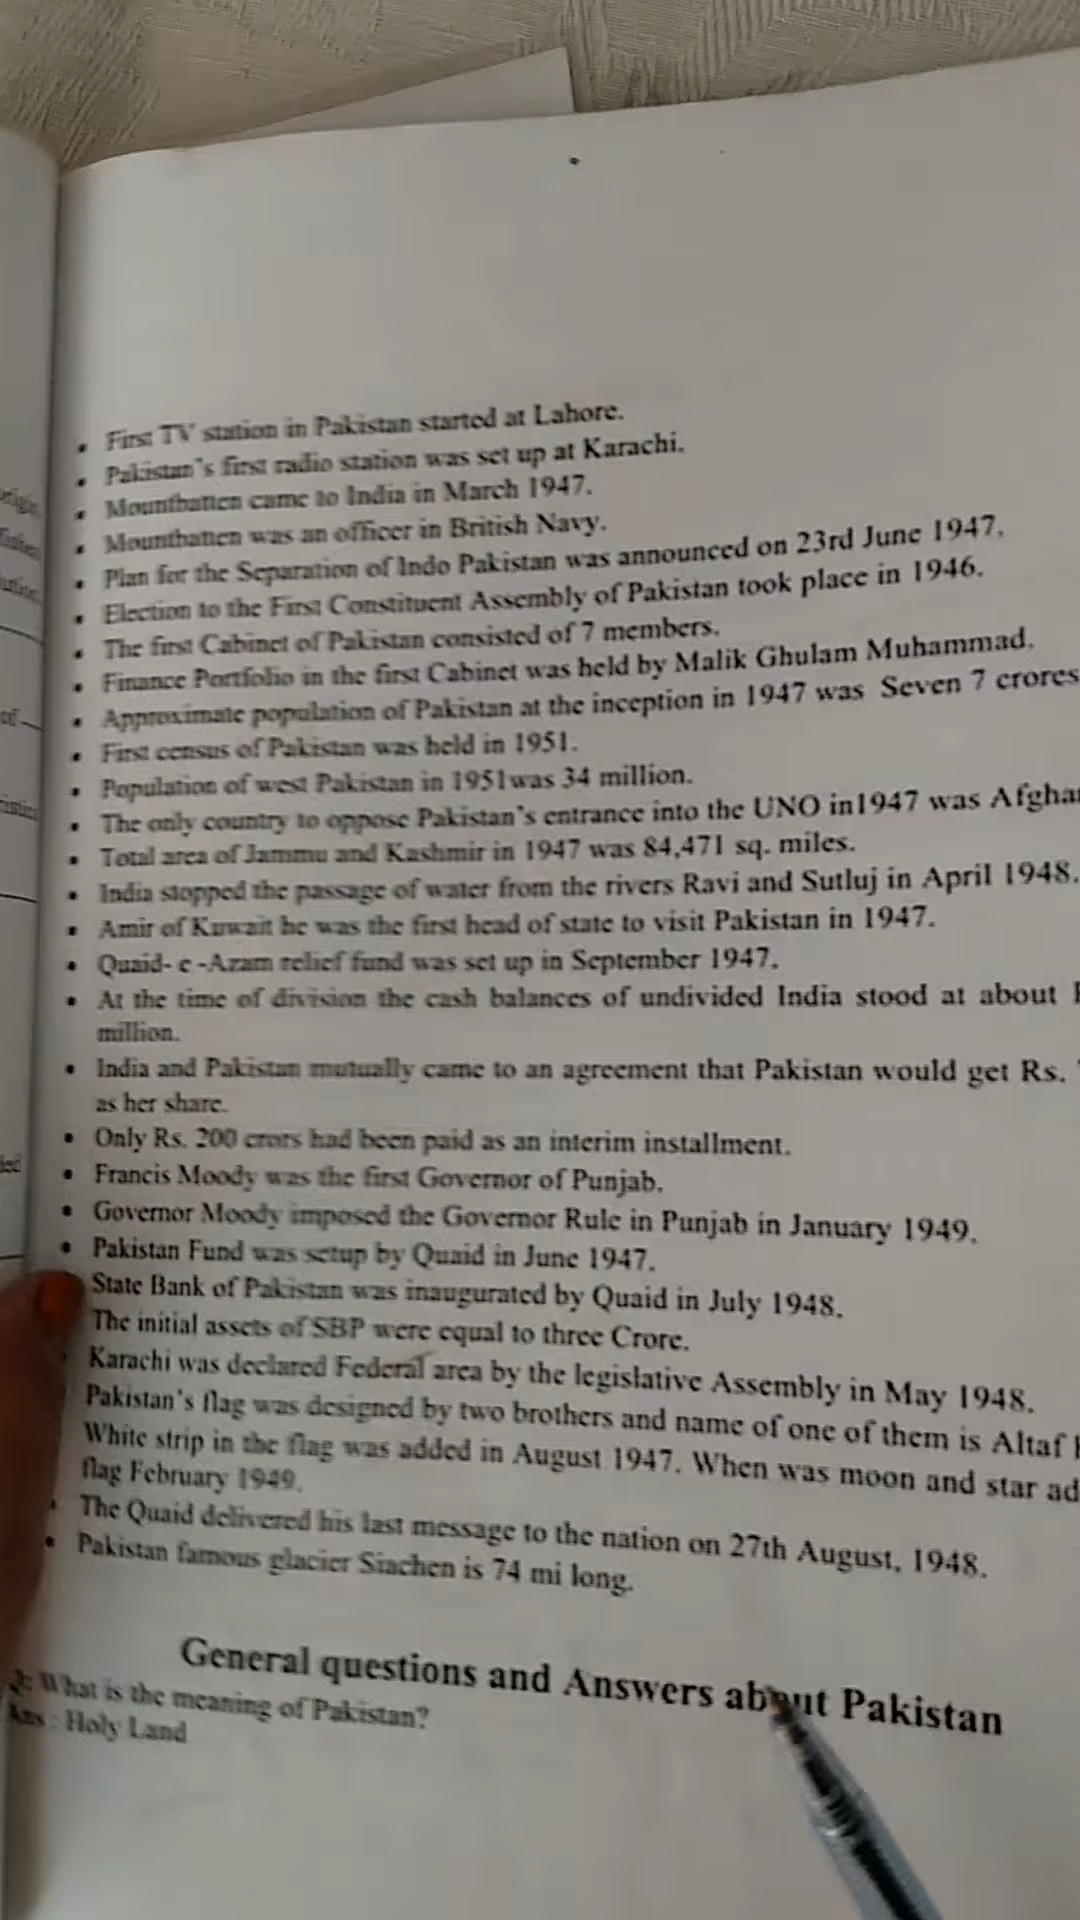 First TV station in Pakistan started at Lahore.
Pakistan's first radio station was set up at Karachi.
Mountbatten came to India in March 1947.
Mountbatten was an officer in British Navy.
Plan for the Separation of Indo Pakistan was announced on 23rd June 1947.
Election to the First Constituent Assembly of Pakistan took place in 1946.
The first Cabinet of Pakistan consisted of 7 members.
Finance Portfolio in the first Cabinet was held by Malik Ghulam Muhammad.
Approximate population of Pakistan at the inception in 1947 was Seven 7 crores
First census of Pakistan was held in 1951.
Population of west Pakistan in 1951was 34 million.
The only country to oppose Pakistan's entrance into the UNO in1947 was
Total area of Jammu and Kashmir in 1947 was 84,471 sq. miles.
India stopped the passage of water from the rivers Ravi and Sutluj in April 1948.
Amir of Kuwait he was the first head of state to visit Pakistan in 1947.
Quaid- e -Azam relief fund was set up in September 1947.
At the time of division the cash balances of undivided India stood at about
million.
India and Pakistan mutually came to an agreement that Pakistan would get Rs.
as her share.
Only Rs. 200 crors had been paid as an interim installment.
Francis Moody was the first Governor of Punjab.
Governor Moody imposed the Governor Rule in Punjab in January 1949.
Pakistan Fund was setup by Quaid in June 1947.
State Bank of Pakistan was inaugurated by Quaid in July 1948.
The initial assets of SBP were equal to three Crore.
Karachi was declared Federal area by the legislative Assembly in May 1948.
Pakistan's flag was designed by two brothers and name of one of them is Altaf
White strip in the flag was added in August 1947. When was moon and star
flag February 1949.
The Quaid delivered his last message to the nation on 27th August, 1948.
Pakistan famous glacier Siachen is 74 mi long.
General questions and Answers about Pakistan
What is the meaning of Pakistan?
Ans : Holy Land